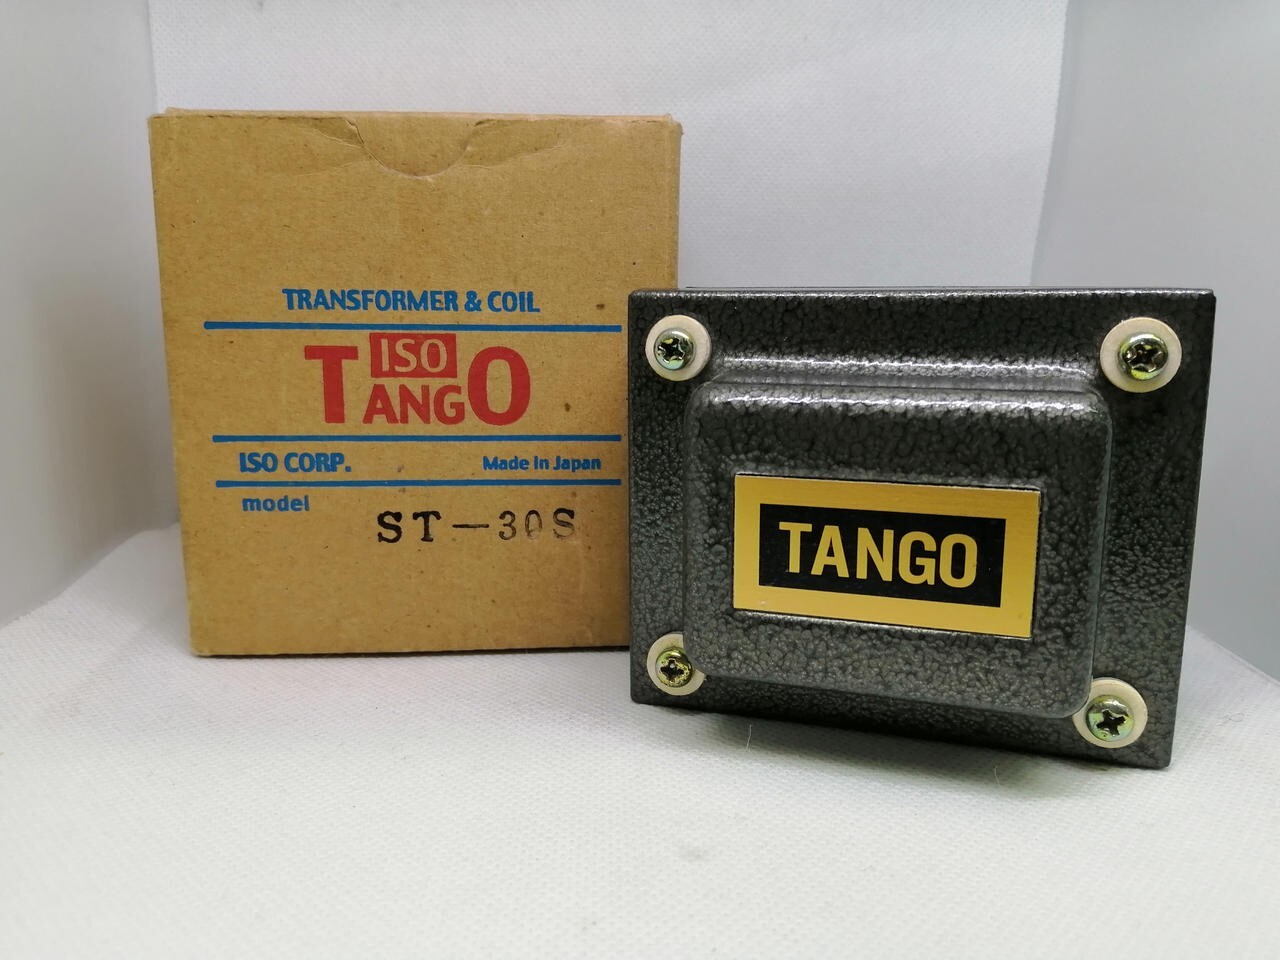 TRANSFORMER & COIL
ISO
TANGO
ISO CORP. Made in Japan
model
ST-30S
TANGO